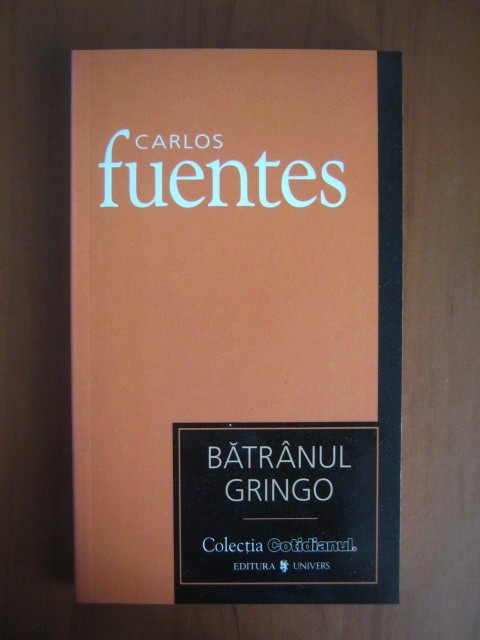 CARLOS
fuentes
BĂTRÂNUL
GRINGO
Colecția Cotidianul.
EDITURA UNIVERS